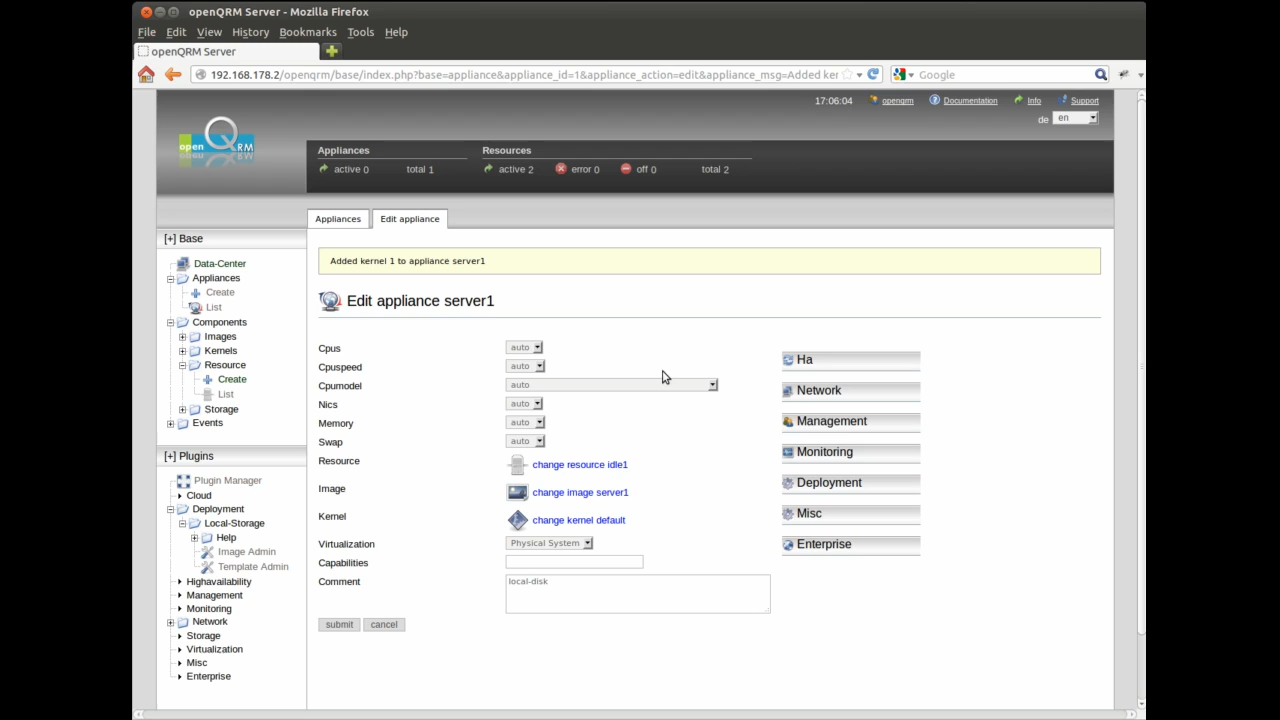 openQRM Server - Mozilla Firefox
File Edit View History Bookmarks Tools Help
openQRM Server
192.168.178.2/openqrm/base/index.php?base=appliance&appliance_id=1&appliance_action=edit&appliance_msg=Added ker
Google
17:06:04 openqrm Documentation Info Support
de en
open QRM
Appliances Resources
active 0 total 1 active 2 error 0 off 0 total 2
Appliances Edit appliance
[+] Base
Data-Center
Appliances
Create
List
Components
Images
Kernels
Resource
Create
List
Storage
Events
[+] Plugins
Plugin Manager
Cloud
Deployment
Local-Storage
Help
Image Admin
Template Admin
Highavailability
Management
Monitoring
Network
Storage
Virtualization
Misc
Enterprise
Added kernel 1 to appliance server1
Edit appliance server1
Cpus auto
Cpuspeed auto
Cpumodel auto
Nics auto
Memory auto
Swap auto
Resource change resource idle1
Image change image server1
Kernel change kernel default
Virtualization Physical System
Capabilities
Comment local-disk
submit cancel
Ha
Network
Management
Monitoring
Deployment
Misc
Enterprise